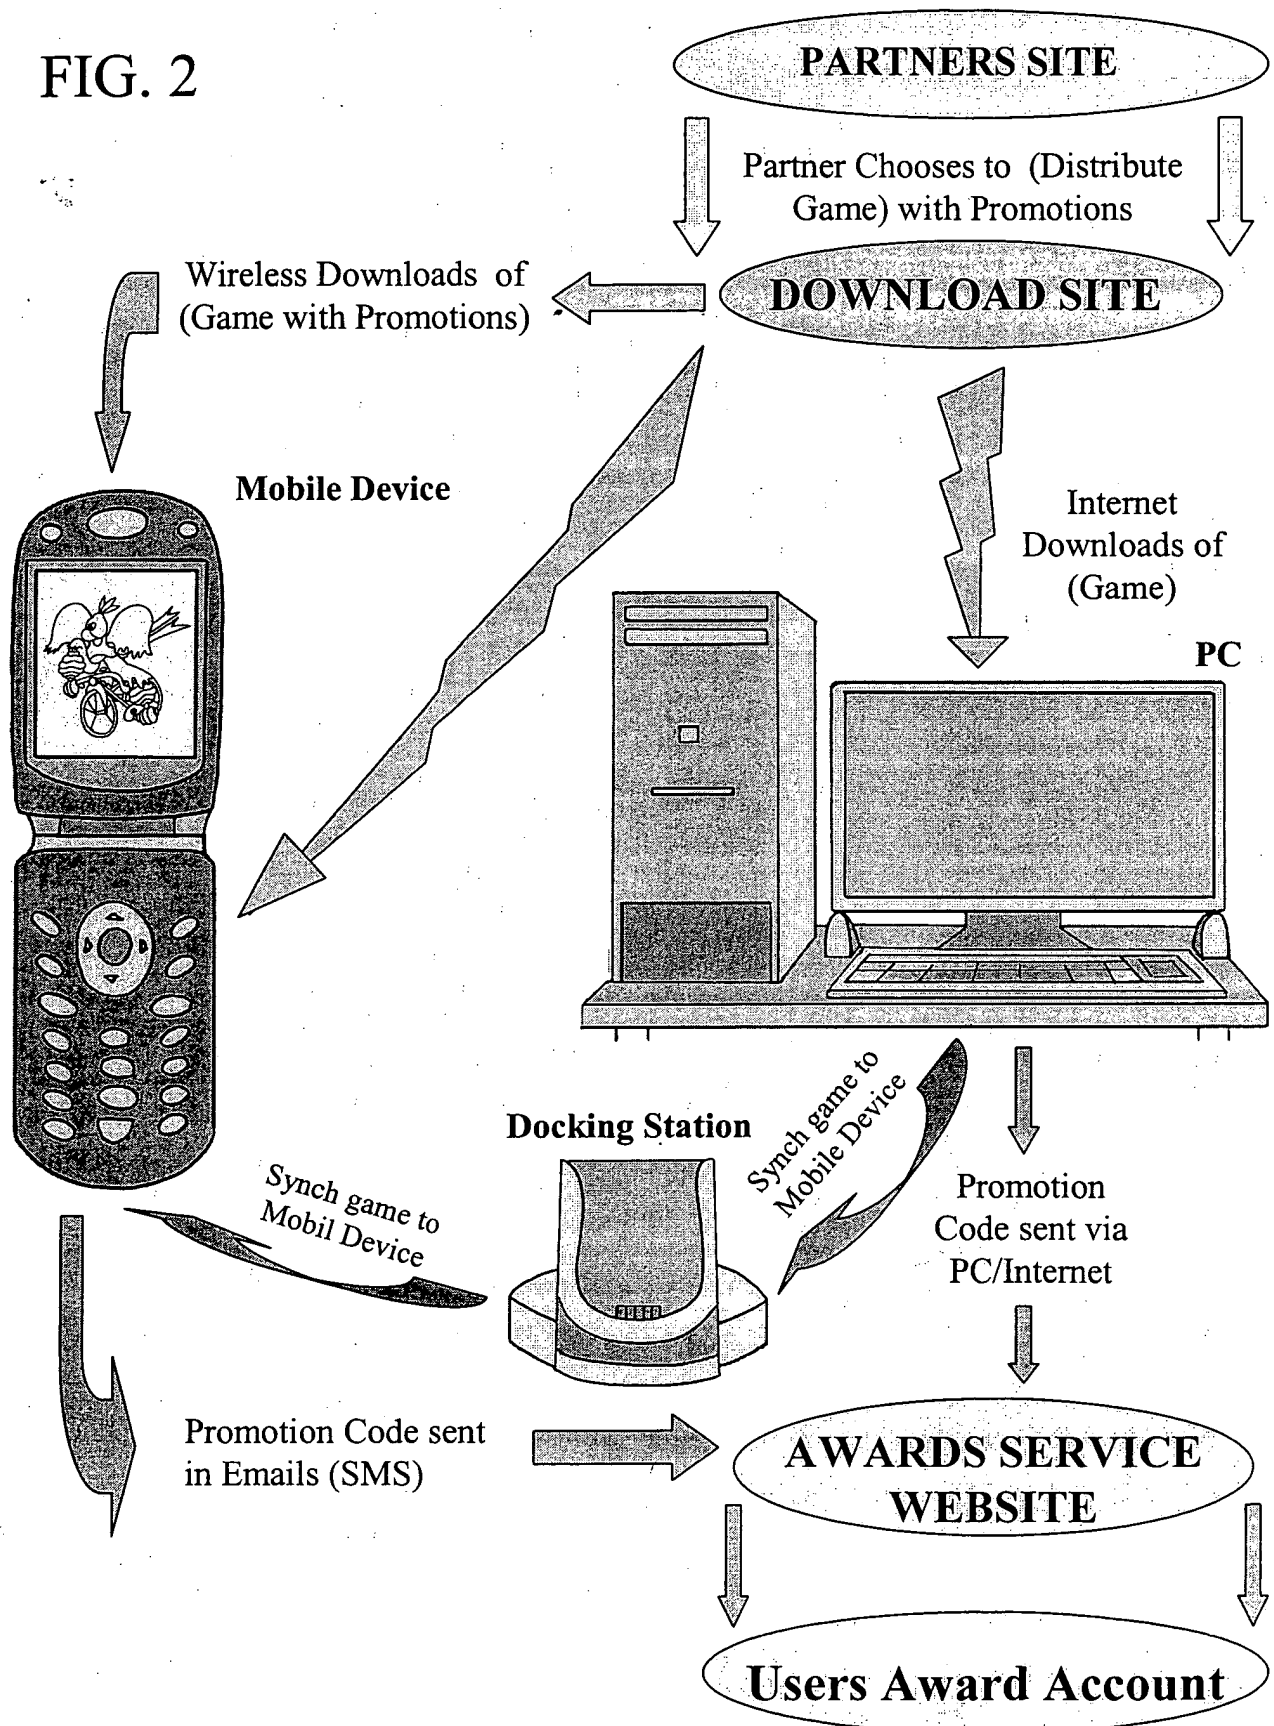 FIG. 2
PARTNERS SITE
Partner Chooses to (Distribute
Game) with Promotions
DOWNLOAD SITE
Wireless Downloads of
(Game with Promotions)
Mobile Device
Internet
Downloads of
(Game)
PC
Synch game to
Mobile Device
Docking Station
Synch game to
Mobil Device
Promotion
Code sent via
PC/Internet
Promotion Code sent
in Emails (SMS)
AWARDS SERVICE
WEBSITE
Users Award Account